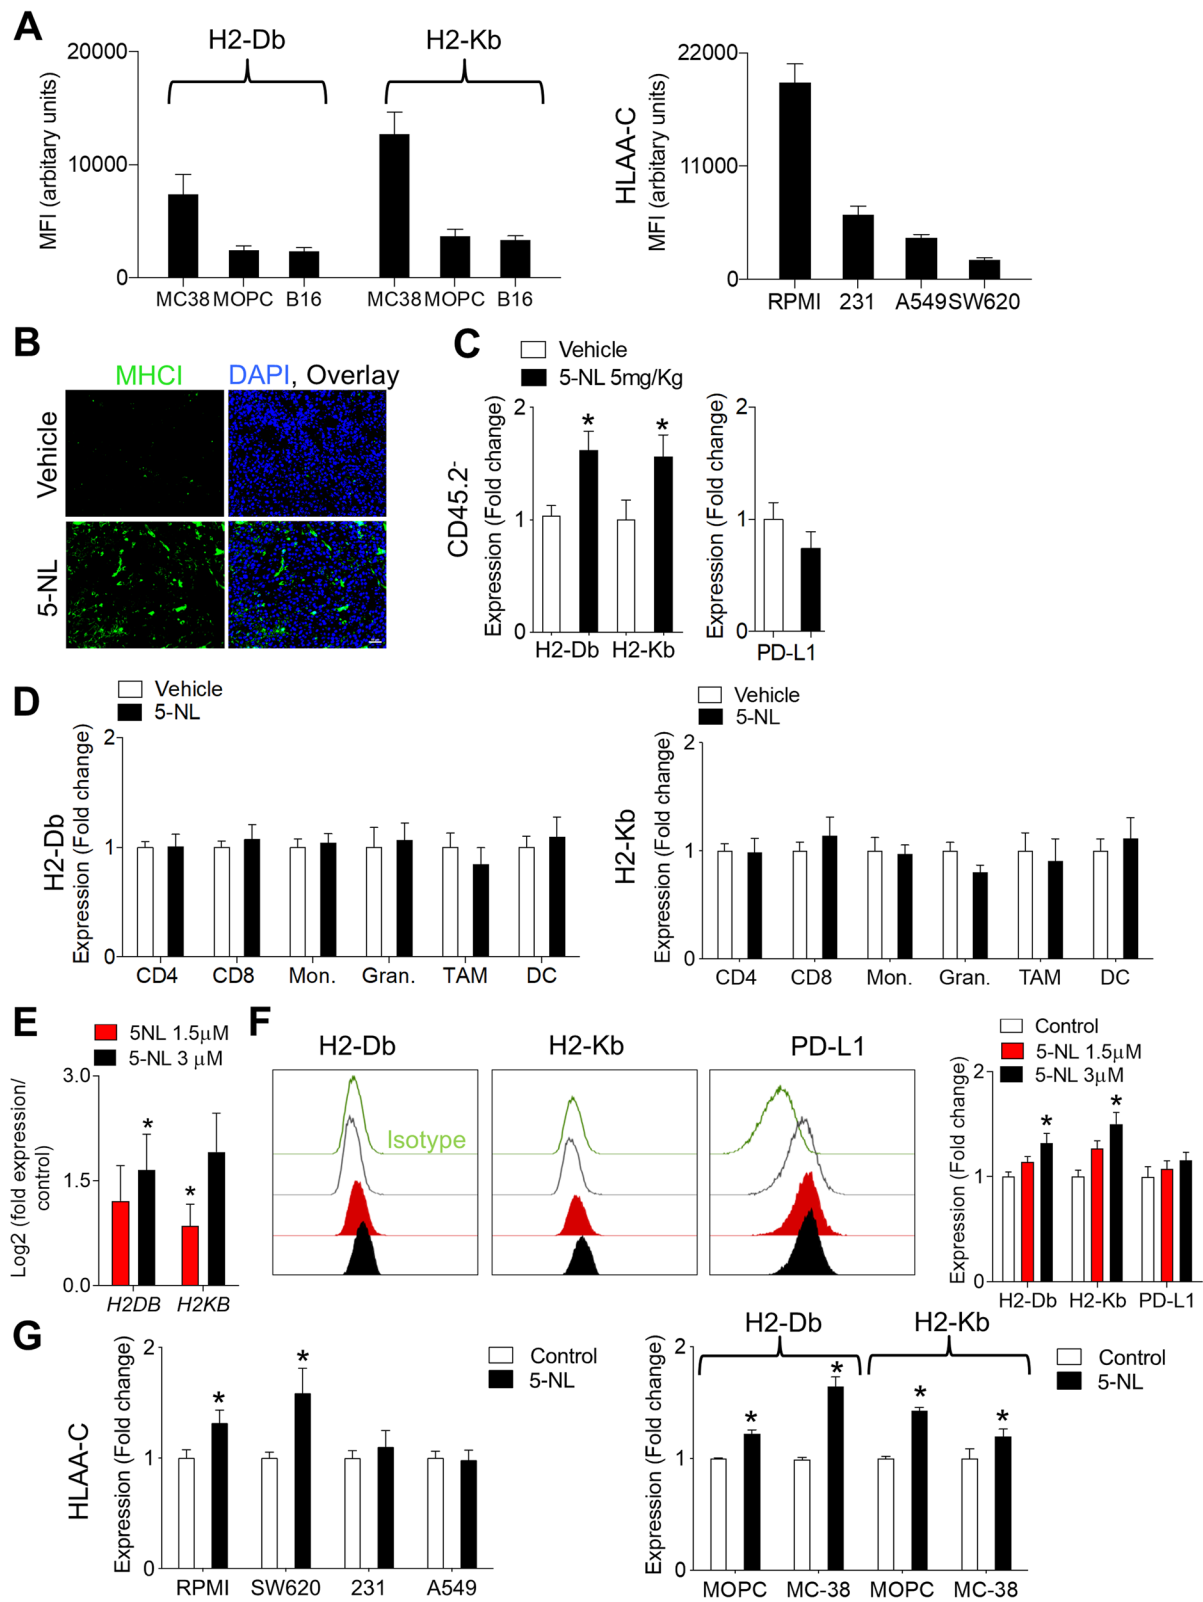 A
H2-Db
H2-Kb
20000
10000
0
MFI (arbitary units)
MC38 MOPC B16 MC38 MOPC B16
HLAA-C
MFI (arbitary units)
22000
11000
0
RPMI 231 A549 SW620
B
MHCI DAPI, Overlay
Vehicle
5-NL
C
Vehicle
5-NL 5mg/Kg
CD45.2-
Expression (Fold change)
2
1
0
* *
H2-Db H2-Kb
Expression (Fold change)
2
1
0
PD-L1
D
Vehicle
5-NL
H2-Db
Expression (Fold change)
2
1
0
CD4 CD8 Mon. Gran. TAM DC
Vehicle
5-NL
H2-Kb
Expression (Fold change)
2
1
0
CD4 CD8 Mon. Gran. TAM DC
E
5NL 1.5μM
5-NL 3 μM
Log2 (fold expression/
control)
3.0
1.5
0.0
* *
H2DB H2KB
F
H2-Db H2-Kb PD-L1
Isotype
Control
5-NL 1.5μM
5-NL 3μM
Expression (Fold change)
2
1
0
* *
H2-Db H2-Kb PD-L1
G
HLAA-C
Expression (Fold change)
2
1
0
* *
Control
5-NL
RPMI SW620 231 A549
H2-Db H2-Kb
Expression (Fold change)
2
1
0
* * * *
Control
5-NL
MOPC MC-38 MOPC MC-38